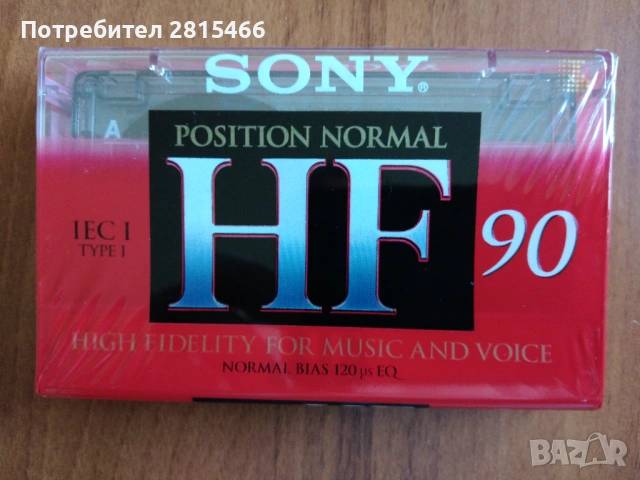 Потребител 2815466
SONY®
A
POSITION NORMAL
HF
90
IEC I
TYPE I
HIGH FIDELITY FOR MUSIC AND VOICE
NORMAL BIAS 120 μs EQ
BAZAR